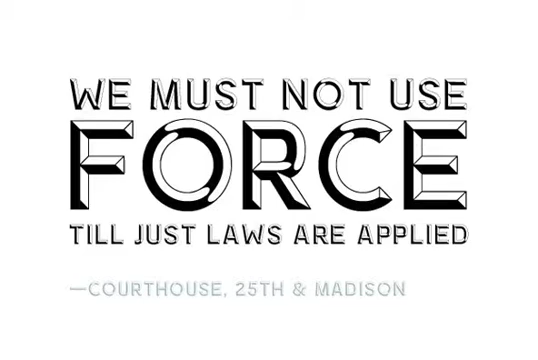 WE MUST NOT USE
FORCE
TILL JUST LAWS ARE APPLIED
—COURTHOUSE, 25TH & MADISON